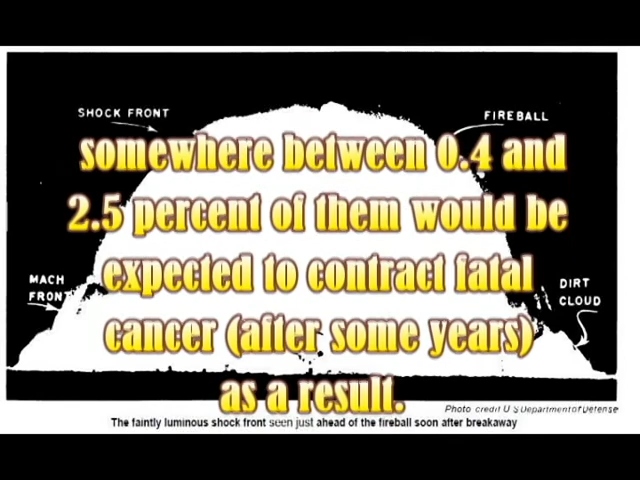 SHOCK FRONT
FIREBALL
somewhere between 0.4 and
2.5 percent of them would be
expected to contract fatal
MACH
FRONT
DIRT
CLOUD
cancer (after some years)
as a result.
Photo credit U S Department of Defense
The faintly luminous shock front seen just ahead of the fireball soon after breakaway